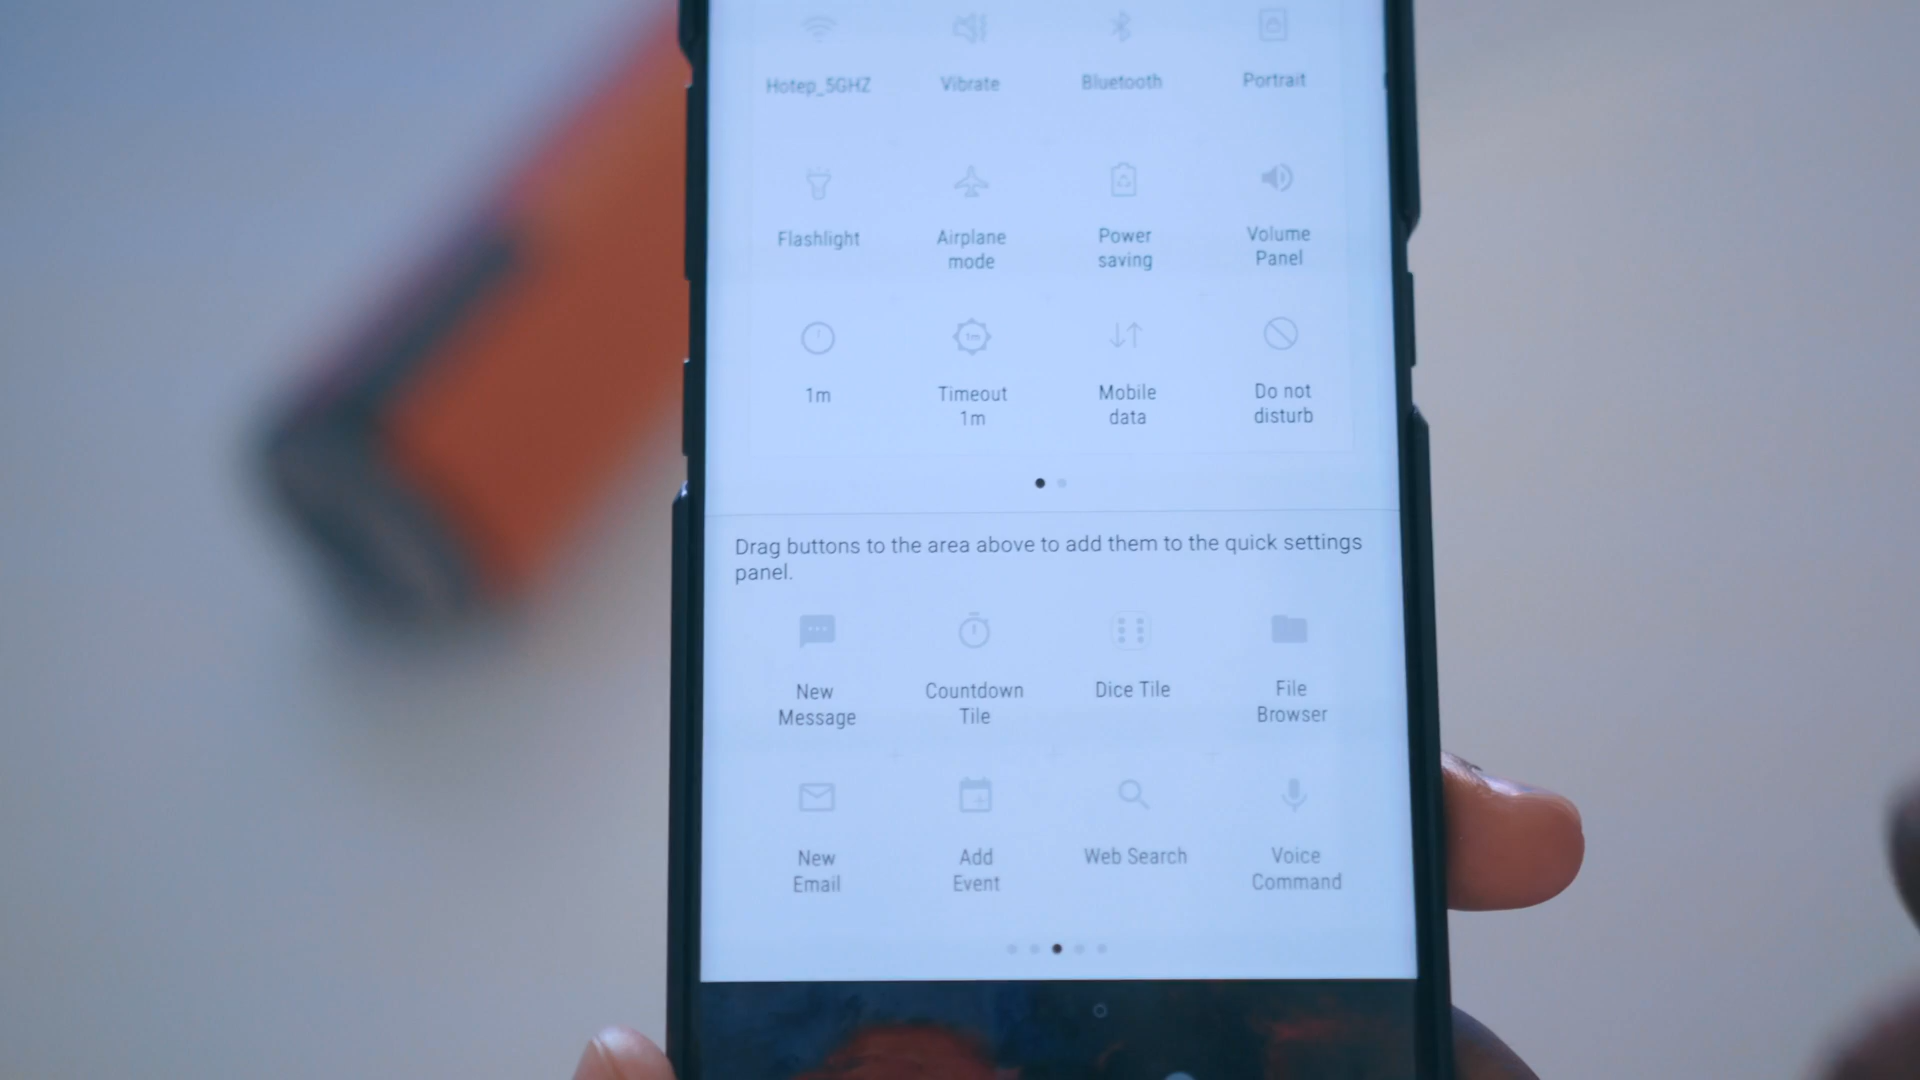 Hotep_5GHZ Vibrate Bluetooth Portrait
Flashlight Airplane mode Power saving Volume Panel
1m Timeout 1m Mobile data Do not disturb
Drag buttons to the area above to add them to the quick settings
panel.
New Message Countdown Tile Dice Tile File Browser
New Email Add Event Web Search Voice Command